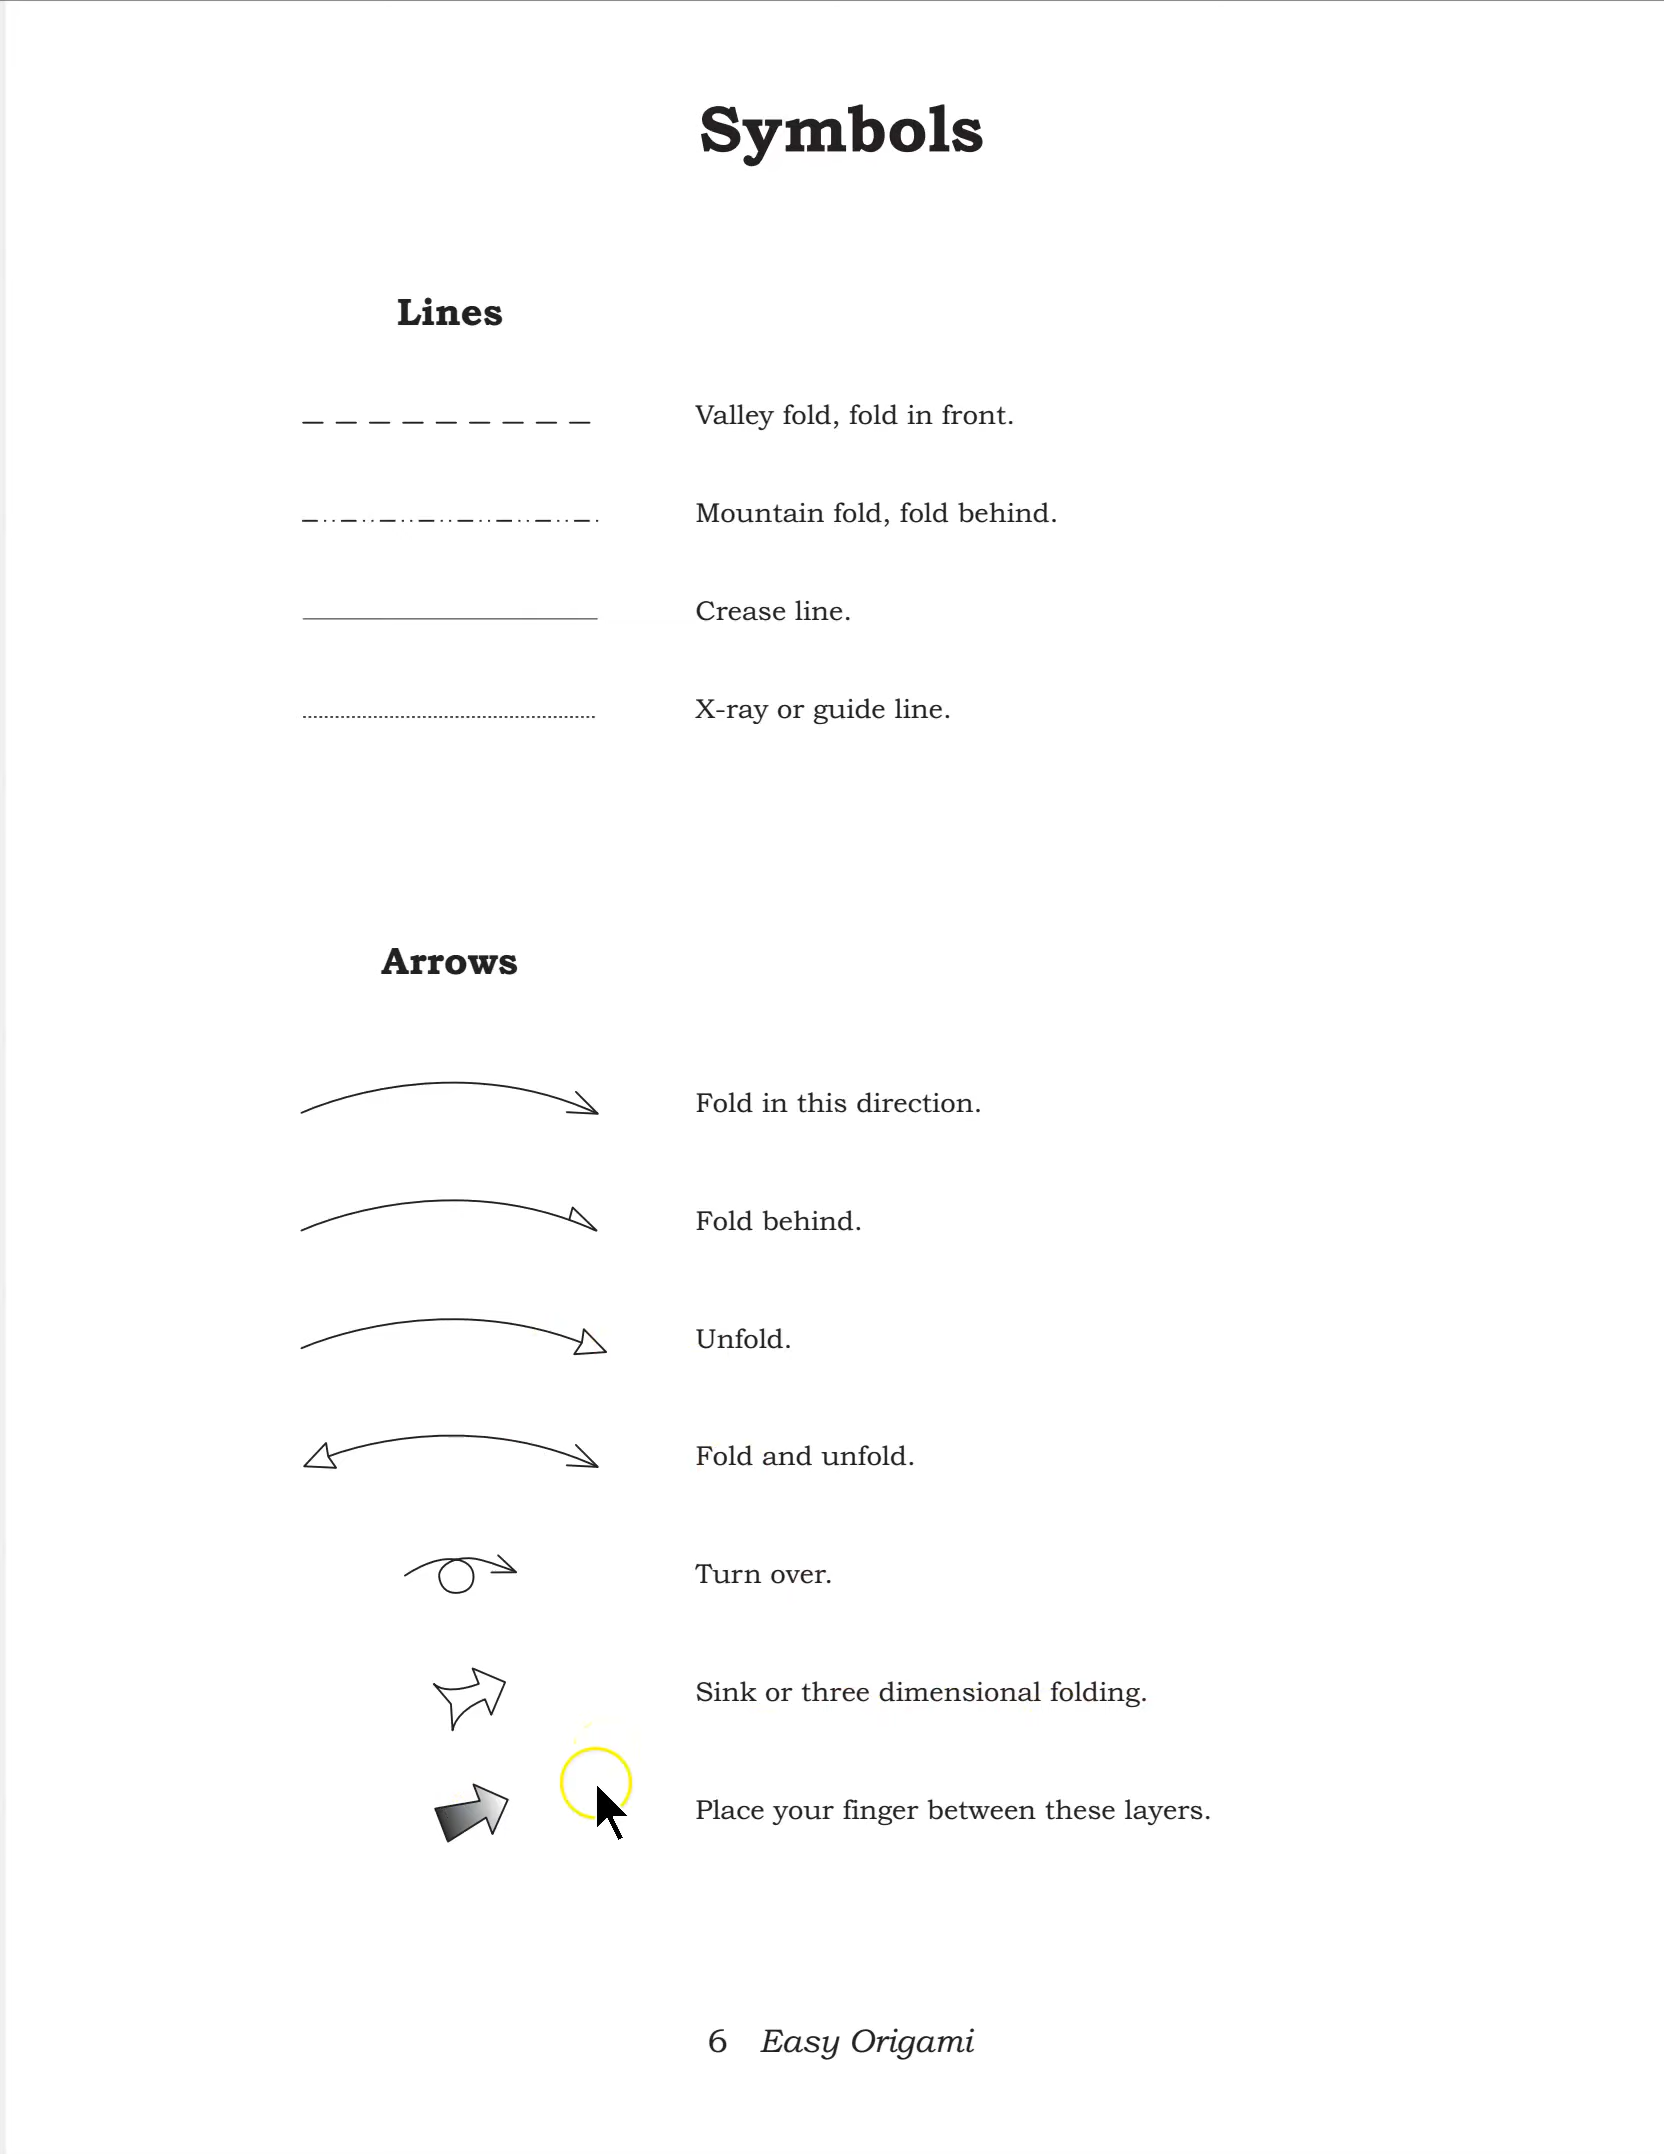 Symbols
Lines
Valley fold, fold in front.
Mountain fold, fold behind.
Crease line.
X-ray or guide line.
Arrows
Fold in this direction.
Fold behind.
Unfold.
Fold and unfold.
Turn over.
Sink or three dimensional folding.
Place your finger between these layers.
6 Easy Origami